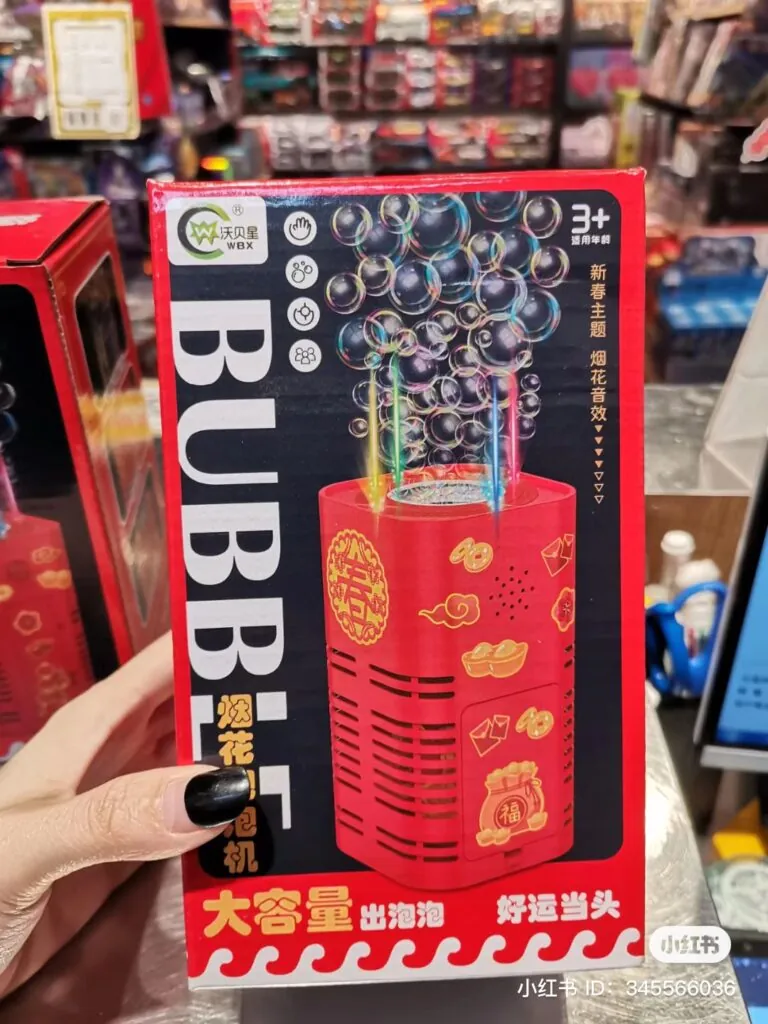 沃贝星®
WBX
3+
适用年龄
新春主题 烟花音效
BUBBLE
烟花泡泡机
春
福
大容量 出泡泡 好运当头
小红书
小红书 ID: 345566036